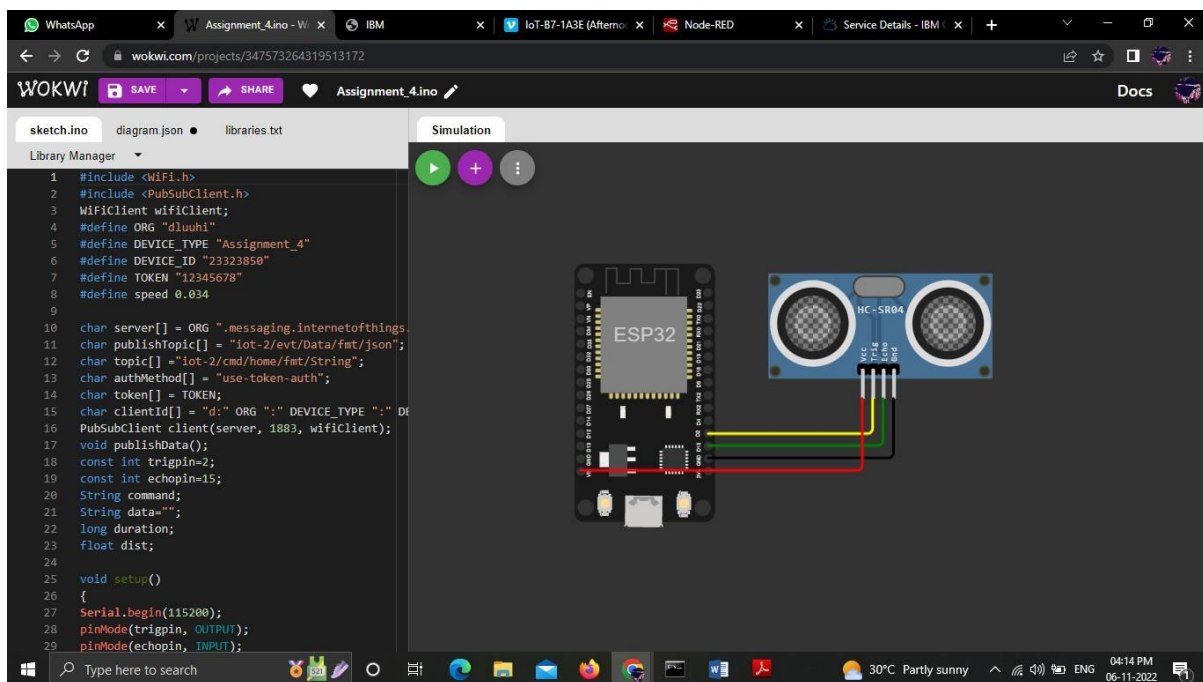 WhatsApp
Assignment_4.ino - W
IBM
IoT-B7-1A3E (Afterno
Node-RED
Service Details - IBM
wokwi.com/projects/347573264319513172
WOKWI
SAVE
SHARE
Assignment_4.ino
Docs
sketch.ino
diagram.json
libraries.txt
Simulation
Library Manager
1 #include <WiFi.h>
2 #include <PubSubClient.h>
3 WiFiClient wifiClient;
4 #define ORG "dluuhi"
5 #define DEVICE_TYPE "Assignment_4"
6 #define DEVICE_ID "23323850"
7 #define TOKEN "12345678"
8 #define speed 0.034
9
10 char server[] = ORG ".messaging.internetofthings.
11 char publishTopic[] = "iot-2/evt/Data/fmt/json";
12 char topic[] ="iot-2/cmd/home/fmt/String";
13 char authMethod[] = "use-token-auth";
14 char token[] = TOKEN;
15 char clientId[] = "d:" ORG ":" DEVICE_TYPE ":" DE
16 PubSubClient client(server, 1883, wifiClient);
17 void publishData();
18 const int trigpin=2;
19 const int echopin=15;
20 String command;
21 String data="";
22 long duration;
23 float dist;
24
25 void setup()
26 {
27 Serial.begin(115200);
28 pinMode(trigpin, OUTPUT);
29 pinMode(echopin, INPUT);
ESP32
HC-SR04
Vcc
Trig
Echo
Gnd
Type here to search
30°C Partly sunny
ENG
04:14 PM
06-11-2022